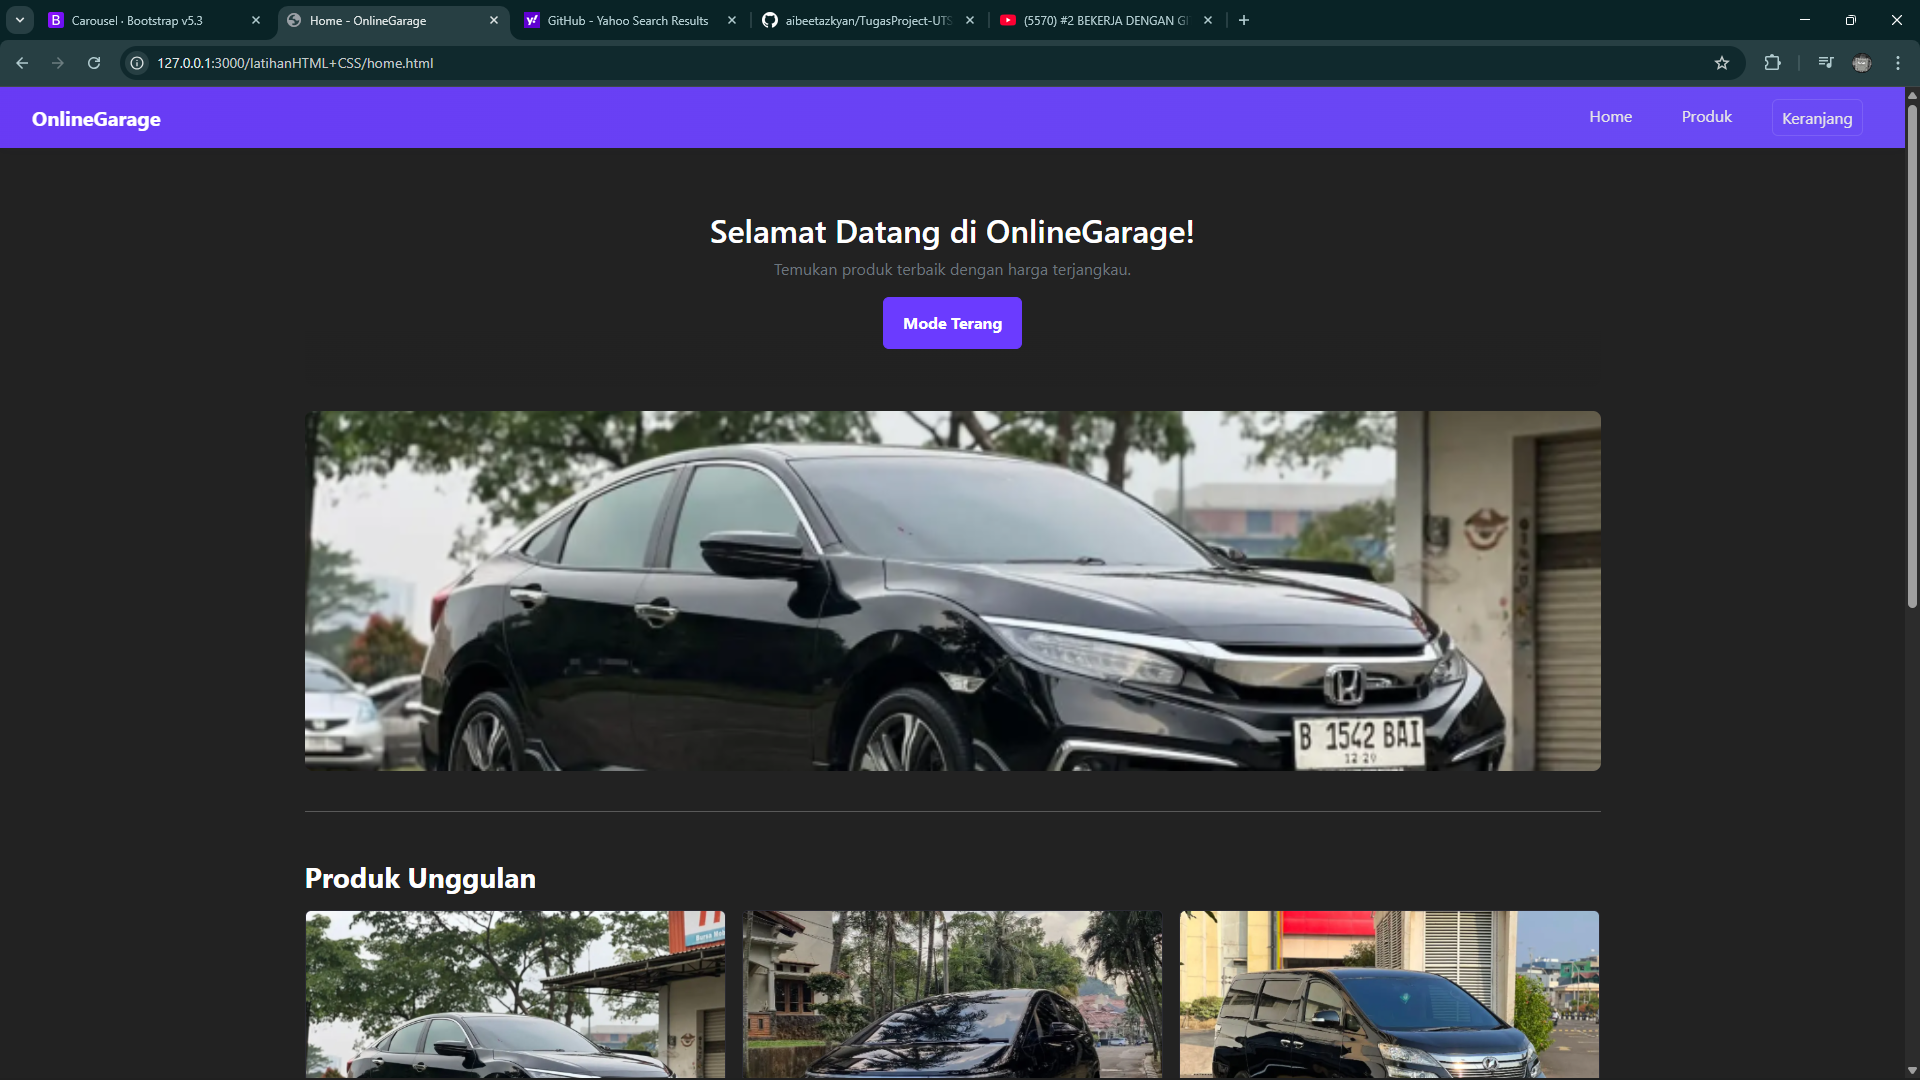 Carousel · Bootstrap v5.3
Home - OnlineGarage
GitHub - Yahoo Search Results
aibeetazkyan/TugasProject-UTS
(5570) #2 BEKERJA DENGAN GI
127.0.0.1:3000/latihanHTML+CSS/home.html
OnlineGarage
Home
Produk
Keranjang
Selamat Datang di OnlineGarage!
Temukan produk terbaik dengan harga terjangkau.
Mode Terang
B 1542 BAI
12·29
Produk Unggulan